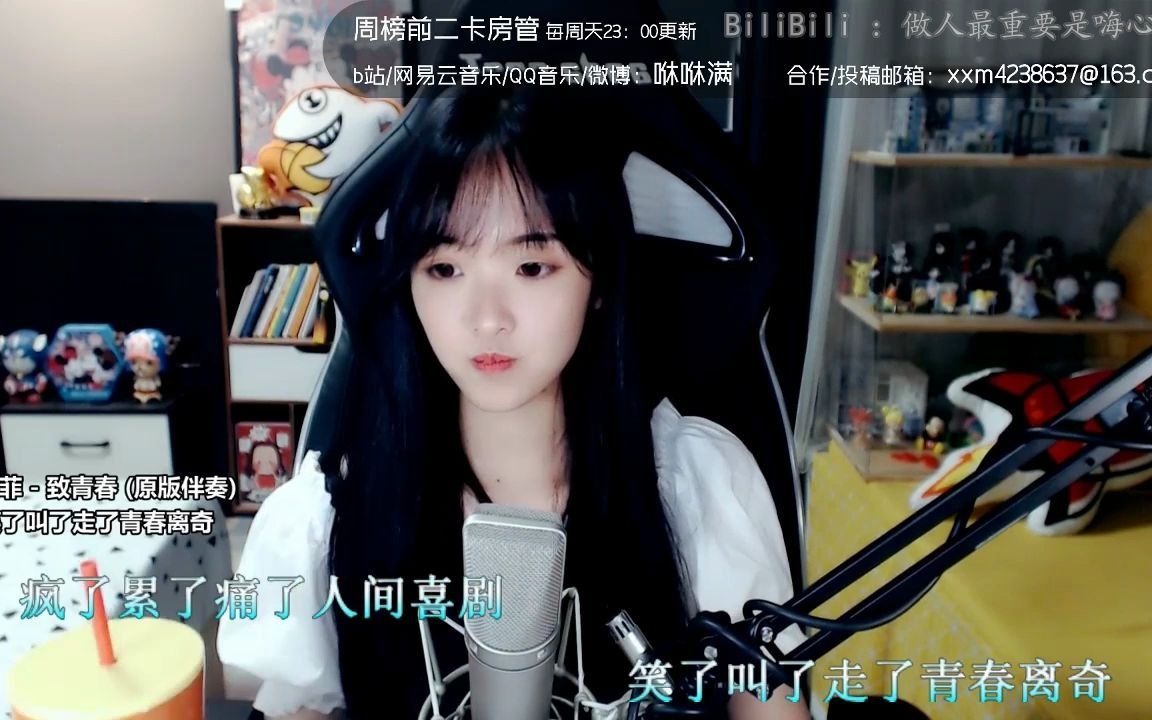 周榜前二卡房管 每周天23：00更新
BiliBili ：做人最重要是嗨心
b站/网易云音乐/QQ音乐/微博：咻咻满
合作/投稿邮箱：xxm4238637@163.c
菲 - 致青春 (原版伴奏)
了叫了走了青春离奇
疯了累了痛了人间喜剧
笑了叫了走了青春离奇